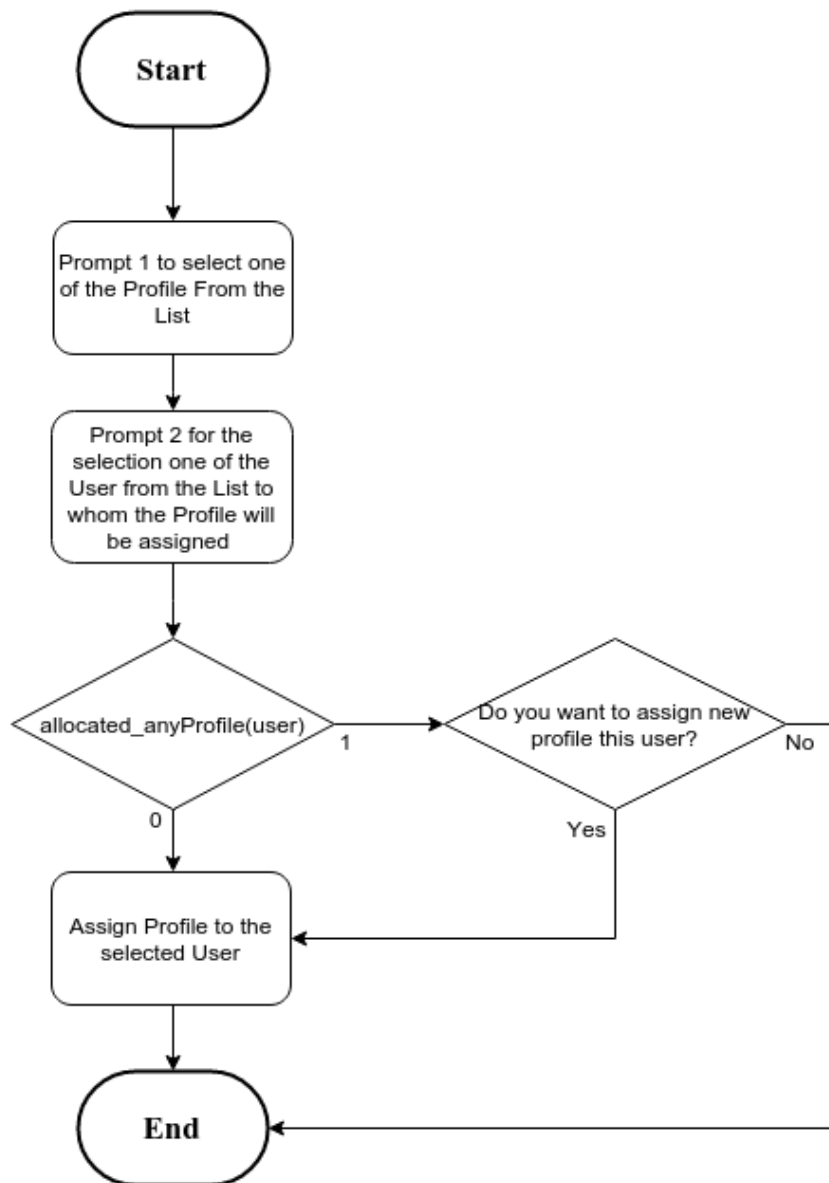 Start
Prompt 1 to select one
of the Profile From the
List
Prompt 2 for the
selection one of the
User from the List to
whom the Profile will
be assigned
allocated_anyProfile(user)
1
Do you want to assign new
profile this user?
No
0
Yes
Assign Profile to the
selected User
End